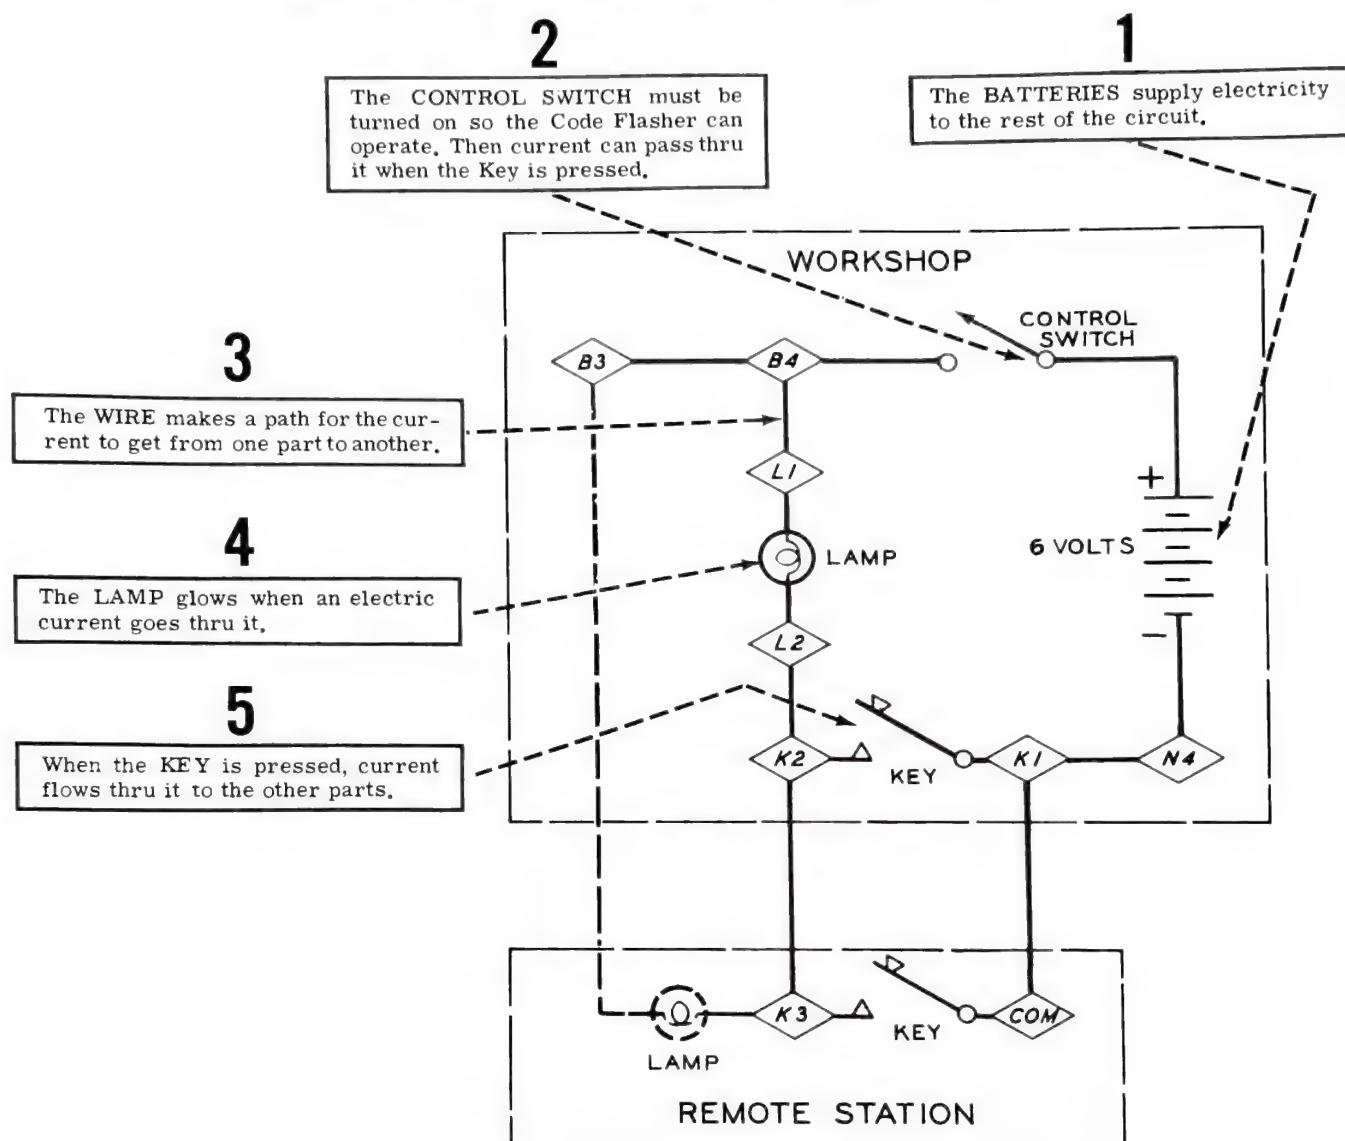 1
The BATTERIES supply electricity
to the rest of the circuit.
2
The CONTROL SWITCH must be
turned on so the Code Flasher can
operate. Then current can pass thru
it when the Key is pressed.
3
The WIRE makes a path for the cur-
rent to get from one part to another.
4
The LAMP glows when an electric
current goes thru it.
5
When the KEY is pressed, current
flows thru it to the other parts.
WORKSHOP
CONTROL
SWITCH
B3
B4
L1
+
6 VOLTS
LAMP
−
L2
K2
KEY
K1
N4
K3
KEY
COM
LAMP
REMOTE STATION